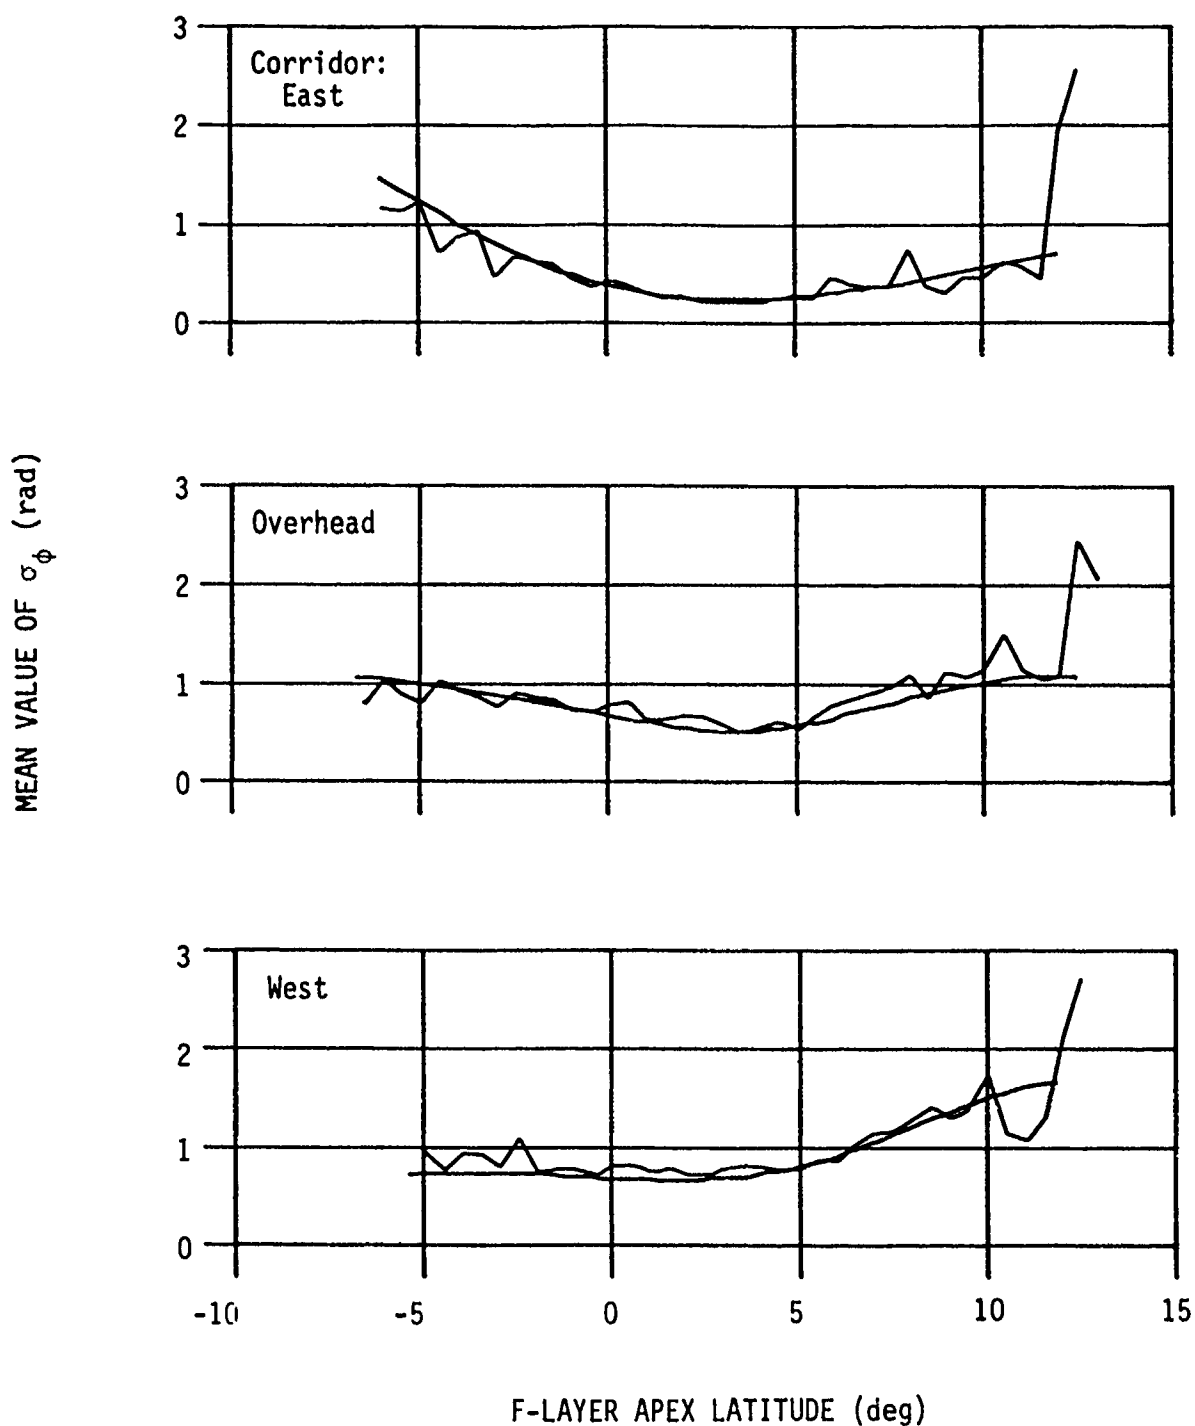 3
Corridor:
East
2
1
0
3
Overhead
2
1
0
MEAN VALUE OF σϕ (rad)
3
West
2
1
0
-10 -5 0 5 10 15
F-LAYER APEX LATITUDE (deg)